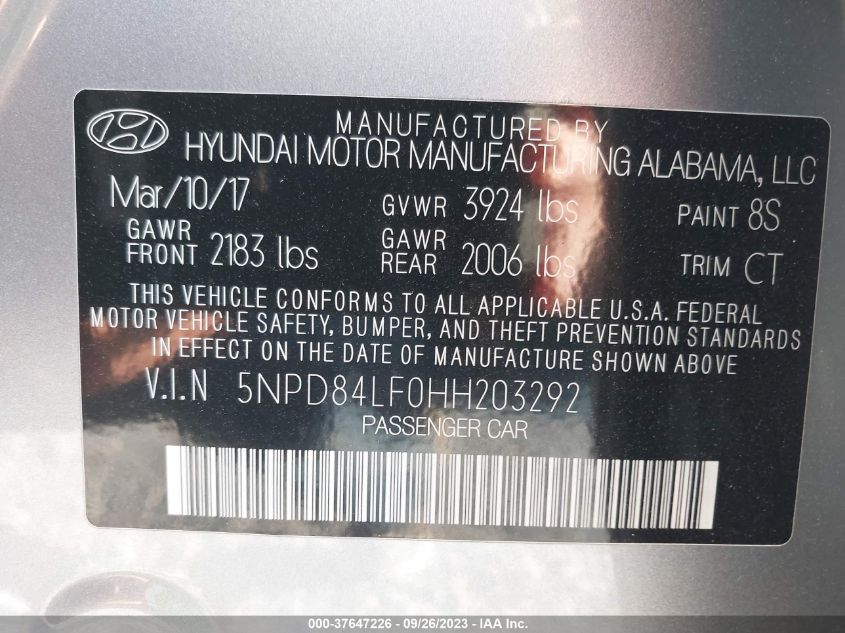 MANUFACTURED BY
HYUNDAI MOTOR MANUFACTURING ALABAMA, LLC
Mar/10/17 GVWR 3924 lbs PAINT 8S
GAWR FRONT 2183 lbs GAWR REAR 2006 lbs TRIM CT
THIS VEHICLE CONFORMS TO ALL APPLICABLE U.S.A. FEDERAL
MOTOR VEHICLE SAFETY, BUMPER, AND THEFT PREVENTION STANDARDS
IN EFFECT ON THE DATE OF MANUFACTURE SHOWN ABOVE
V.I.N 5NPD84LF0HH203292
PASSENGER CAR
000-37647226 - 09/26/2023 - IAA Inc.